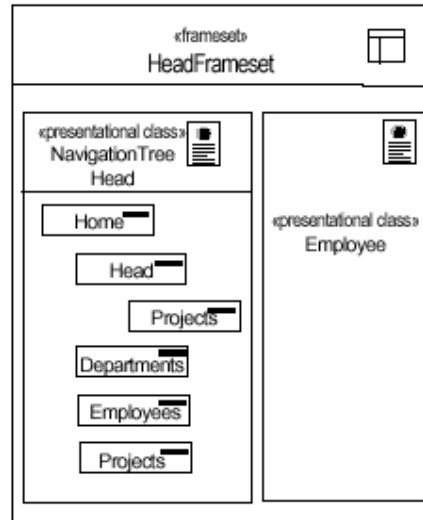 «frameset»
HeadFrameset
«presentational class»
NavigationTree
Head
Home
Head
Projects
Departments
Employees
Projects
«presentational class»
Employee